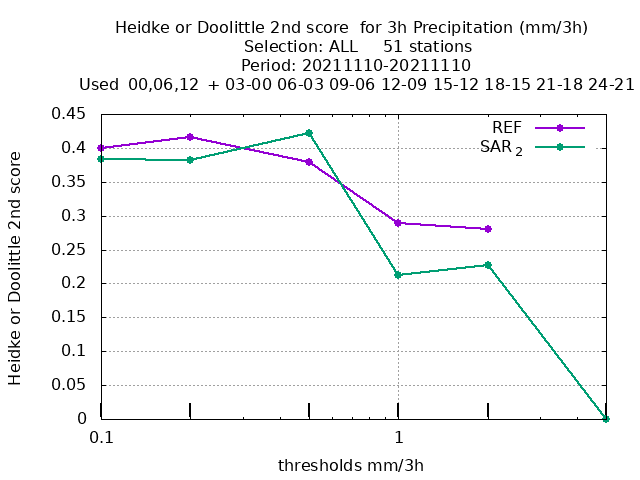 Heidke or Doolittle 2nd score  for 3h Precipitation (mm/3h)
Selection: ALL     51 stations
Period: 20211110-20211110
Used  00,06,12  + 03-00 06-03 09-06 12-09 15-12 18-15 21-18 24-21
0.45
0.4
0.35
0.3
0.25
0.2
0.15
0.1
0.05
0
Heidke or Doolittle 2nd score
REF
SAR 2
0.1
1
thresholds mm/3h